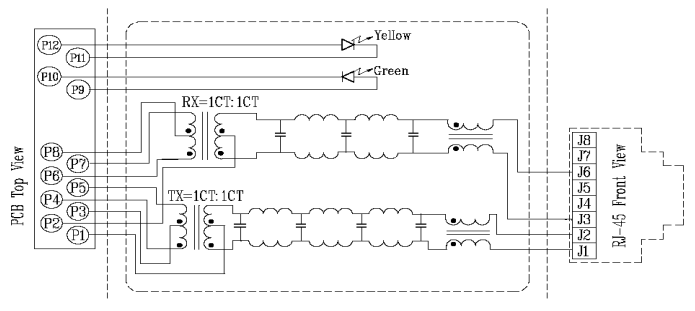 P12
Yellow
P11
P10
Green
P9
RX=1CT:1CT
P8
P7
P6
P5
P4
P3
P2
P1
TX=1CT:1CT
PCB Top View
J8
J7
J6
J5
J4
J3
J2
J1
RJ-45 Front View